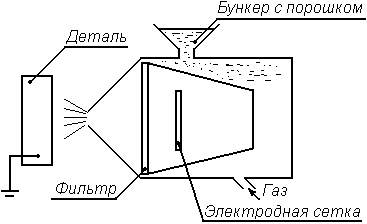 Бункер с порошком
Деталь
Фильтр
Газ
Электродная сетка